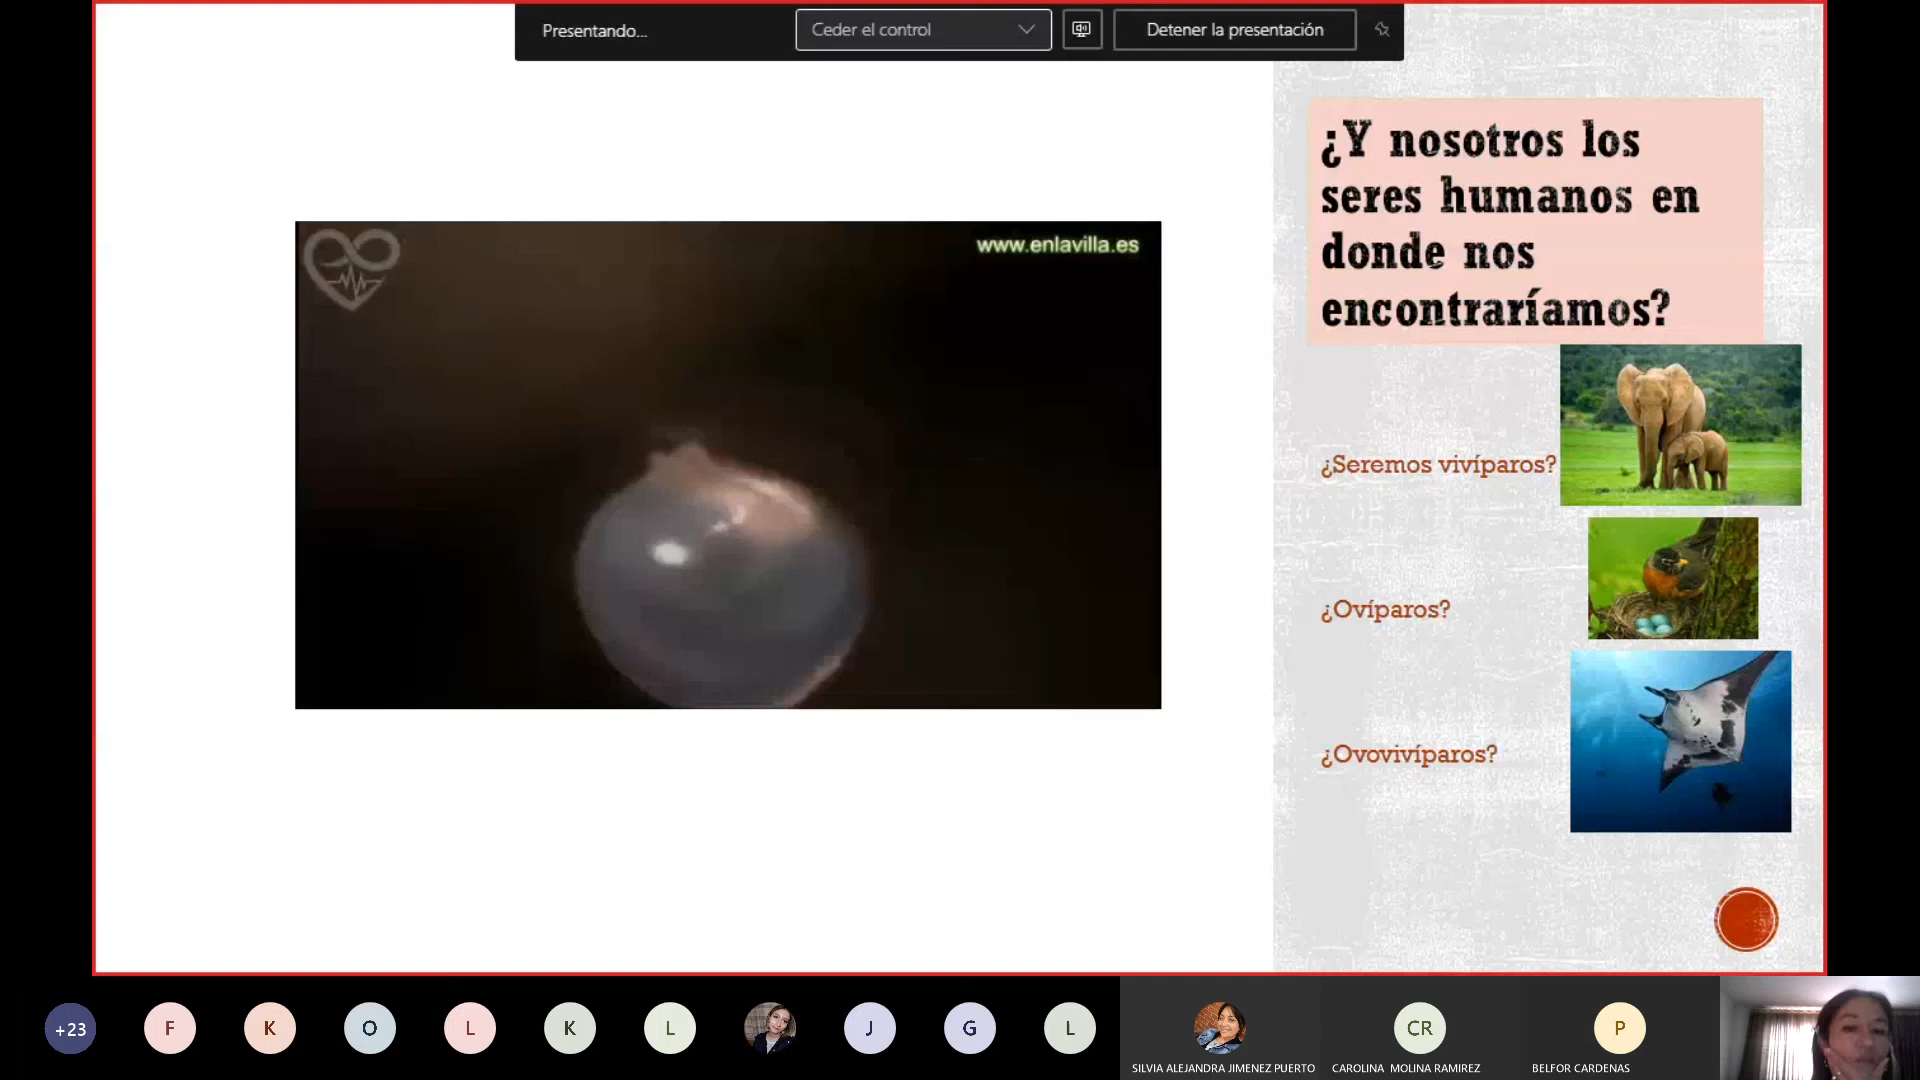 Presentando...
Ceder el control
Detener la presentación
¿Y nosotros los
seres humanos en
donde nos
encontraríamos?
www.enlavilla.es
¿Seremos vivíparos?
¿Ovíparos?
¿Ovovivíparos?
+23
F
K
O
L
K
L
J
G
L
CR
P
SILVIA ALEJANDRA JIMENEZ PUERTO
CAROLINA MOLINA RAMIREZ
BELFOR CARDENAS